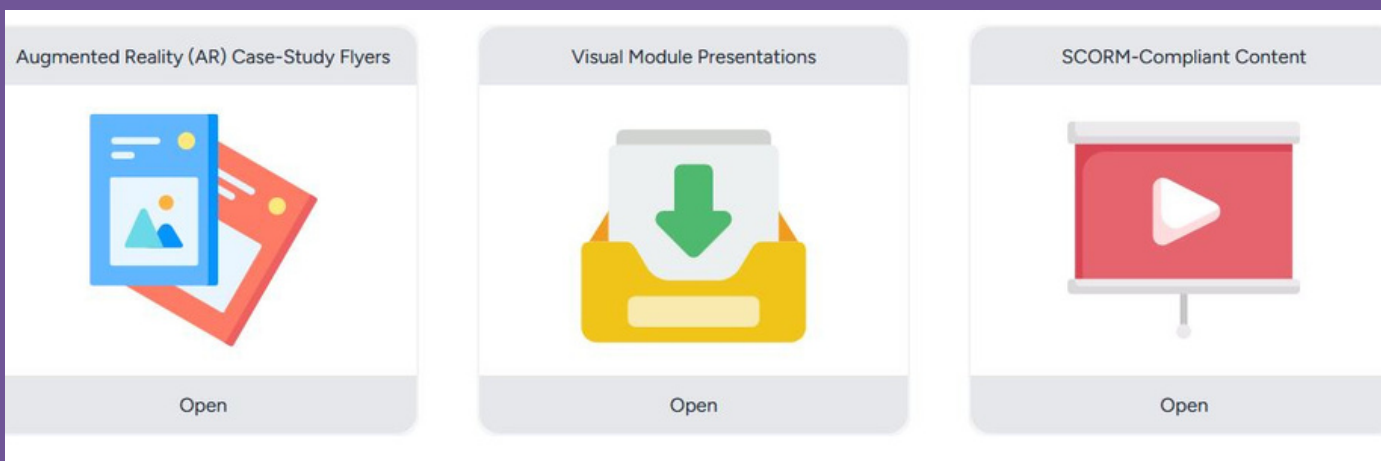 Augmented Reality (AR) Case-Study Flyers
Visual Module Presentations
SCORM-Compliant Content
Open
Open
Open